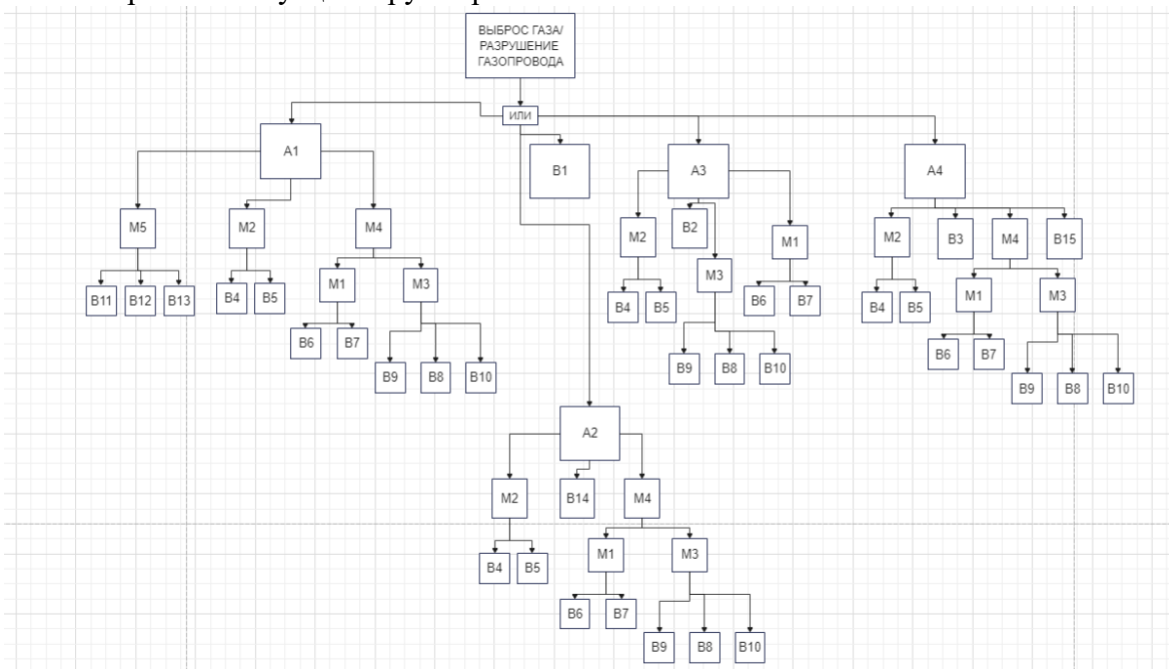 ВЫБРОС ГАЗА/
РАЗРУШЕНИЕ
ГАЗОПРОВОДА
ИЛИ
А1
В1
А3
А4
М5
М2
М4
М2
В2
М1
М2
В3
М4
В15
М3
М1
М3
В11
В12
В13
В4
В5
М1
М3
В4
В5
В6
В7
В4
В5
В6
В7
В9
В8
В10
В9
В8
В10
В6
В7
В9
В8
В10
А2
М2
В14
М4
В4
В5
М1
М3
В6
В7
В9
В8
В10